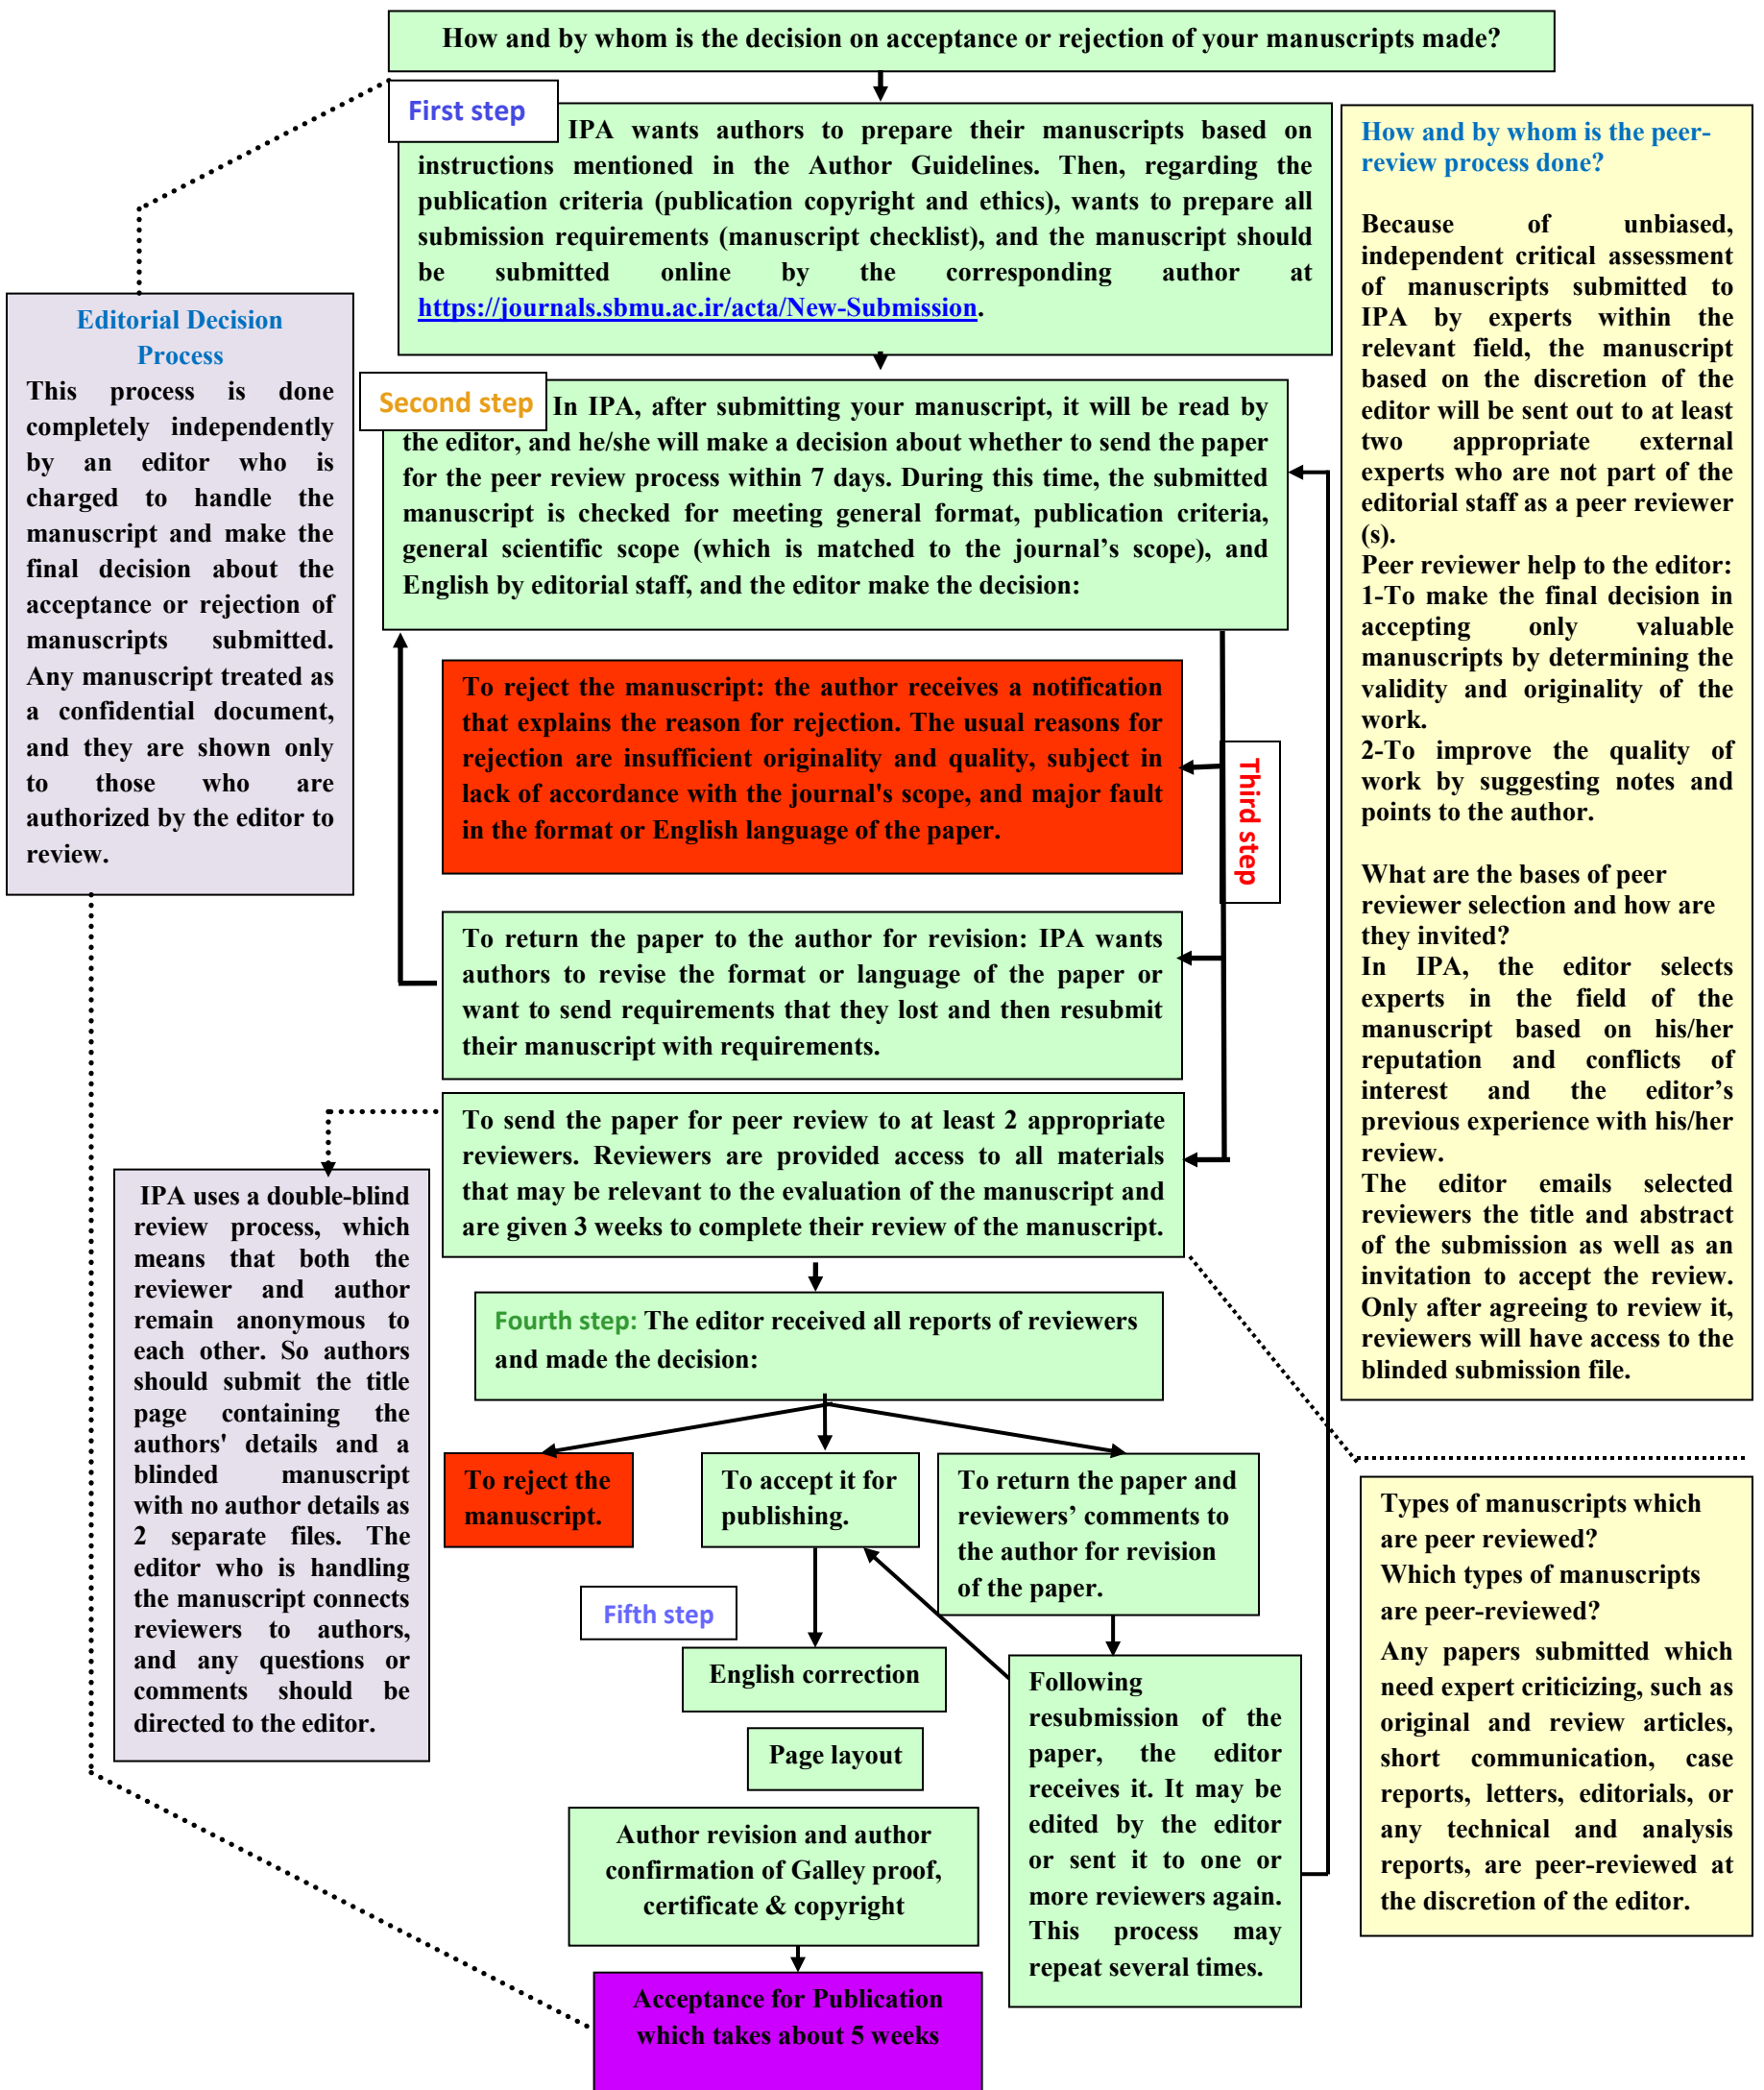 How and by whom is the decision on acceptance or rejection of your manuscripts made?
First step
IPA wants authors to prepare their manuscripts based on
instructions mentioned in the Author Guidelines. Then, regarding the
publication criteria (publication copyright and ethics), wants to prepare all
submission requirements (manuscript checklist), and the manuscript should
be submitted online by the corresponding author at
https://journals.sbmu.ac.ir/acta/New-Submission.
Editorial Decision
Process
This process is done
completely independently
by an editor who is
charged to handle the
manuscript and make the
final decision about the
acceptance or rejection of
manuscripts submitted.
Any manuscript treated as
a confidential document,
and they are shown only
to those who are
authorized by the editor to
review.
Second step
In IPA, after submitting your manuscript, it will be read by
the editor, and he/she will make a decision about whether to send the paper
for the peer review process within 7 days. During this time, the submitted
manuscript is checked for meeting general format, publication criteria,
general scientific scope (which is matched to the journal's scope), and
English by editorial staff, and the editor make the decision:
Third step
To reject the manuscript: the author receives a notification
that explains the reason for rejection. The usual reasons for
rejection are insufficient originality and quality, subject in
lack of accordance with the journal's scope, and major fault
in the format or English language of the paper.
To return the paper to the author for revision: IPA wants
authors to revise the format or language of the paper or
want to send requirements that they lost and then resubmit
their manuscript with requirements.
To send the paper for peer review to at least 2 appropriate
reviewers. Reviewers are provided access to all materials
that may be relevant to the evaluation of the manuscript and
are given 3 weeks to complete their review of the manuscript.
IPA uses a double-blind
review process, which
means that both the
reviewer and author
remain anonymous to
each other. So authors
should submit the title
page containing the
authors' details and a
blinded manuscript
with no author details as
2 separate files. The
editor who is handling
the manuscript connects
reviewers to authors,
and any questions or
comments should be
directed to the editor.
Fourth step: The editor received all reports of reviewers
and made the decision:
To reject the
manuscript.
To accept it for
publishing.
To return the paper and
reviewers' comments to
the author for revision
of the paper.
Fifth step
English correction
Page layout
Author revision and author
confirmation of Galley proof,
certificate & copyright
Following
resubmission of the
paper, the editor
receives it. It may be
edited by the editor
or sent it to one or
more reviewers again.
This process may
repeat several times.
Acceptance for Publication
which takes about 5 weeks
How and by whom is the peer-
review process done?
Because of unbiased,
independent critical assessment
of manuscripts submitted to
IPA by experts within the
relevant field, the manuscript
based on the discretion of the
editor will be sent out to at least
two appropriate external
experts who are not part of the
editorial staff as a peer reviewer
(s).
Peer reviewer help to the editor:
1-To make the final decision in
accepting only valuable
manuscripts by determining the
validity and originality of the
work.
2-To improve the quality of
work by suggesting notes and
points to the author.
What are the bases of peer
reviewer selection and how are
they invited?
In IPA, the editor selects
experts in the field of the
manuscript based on his/her
reputation and conflicts of
interest and the editor's
previous experience with his/her
review.
The editor emails selected
reviewers the title and abstract
of the submission as well as an
invitation to accept the review.
Only after agreeing to review it,
reviewers will have access to the
blinded submission file.
Types of manuscripts which
are peer reviewed?
Which types of manuscripts
are peer-reviewed?
Any papers submitted which
need expert criticizing, such as
original and review articles,
short communication, case
reports, letters, editorials, or
any technical and analysis
reports, are peer-reviewed at
the discretion of the editor.